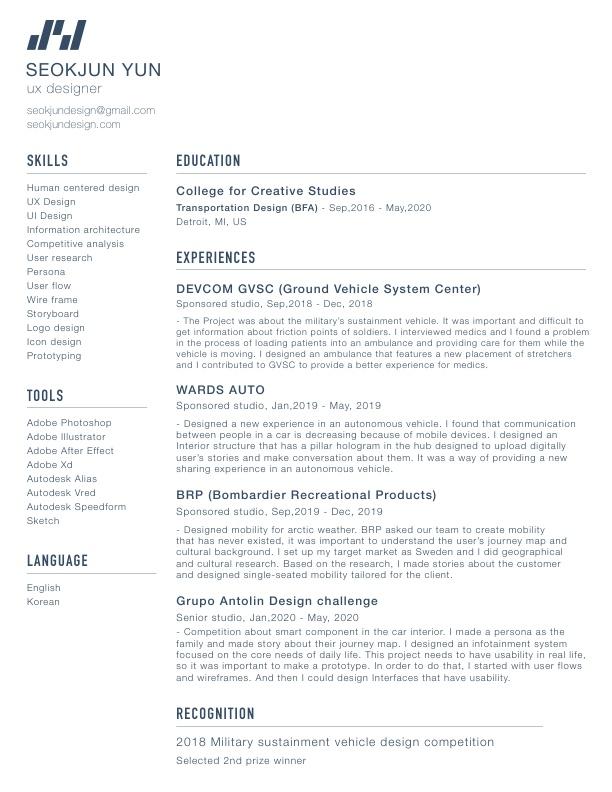 SEOKJUN YUN
ux designer
seokjundesign@gmail.com
seokjundesign.com
SKILLS
Human centered design
UX Design
UI Design
Information architecture
Competitive analysis
User research
Persona
User flow
Wire frame
Storyboard
Logo design
Icon design
Prototyping
TOOLS
Adobe Photoshop
Adobe Illustrator
Adobe After Effect
Adobe Xd
Autodesk Alias
Autodesk Vred
Autodesk Speedform
Sketch
LANGUAGE
English
Korean
EDUCATION
College for Creative Studies
Transportation Design (BFA) - Sep,2016 - May,2020
Detroit, MI, US
EXPERIENCES
DEVCOM GVSC (Ground Vehicle System Center)
Sponsored studio, Sep,2018 - Dec, 2018
- The Project was about the military's sustainment vehicle. It was important and difficult to
get information about friction points of soldiers. I interviewed medics and I found a problem
in the process of loading patients into an ambulance and providing care for them while the
vehicle is moving. I designed an ambulance that features a new placement of stretchers
and I contributed to GVSC to provide a better experience for medics.
WARDS AUTO
Sponsored studio, Jan,2019 - May, 2019
- Designed a new experience in an autonomous vehicle. I found that communication
between people in a car is decreasing because of mobile devices. I designed an
Interior structure that has a pillar hologram in the hub designed to upload digitally
user's stories and make conversation about them. It was a way of providing a new
sharing experience in an autonomous vehicle.
BRP (Bombardier Recreational Products)
Sponsored studio, Sep,2019 - Dec, 2019
- Designed mobility for arctic weather. BRP asked our team to create mobility
that has never existed, it was important to understand the user's journey map and
cultural background. I set up my target market as Sweden and I did geographical
and cultural research. Based on the research, I made stories about the customer
and designed single-seated mobility tailored for the client.
Grupo Antolin Design challenge
Senior studio, Jan,2020 - May, 2020
- Competition about smart component in the car interior. I made a persona as the
family and made story about their journey map. I designed an infotainment system
focused on the core needs of daily life. This project needs to have usability in real life,
so it was important to make a prototype. In order to do that, I started with user flows
and wireframes. And then I could design Interfaces that have usability.
RECOGNITION
2018 Military sustainment vehicle design competition
Selected 2nd prize winner